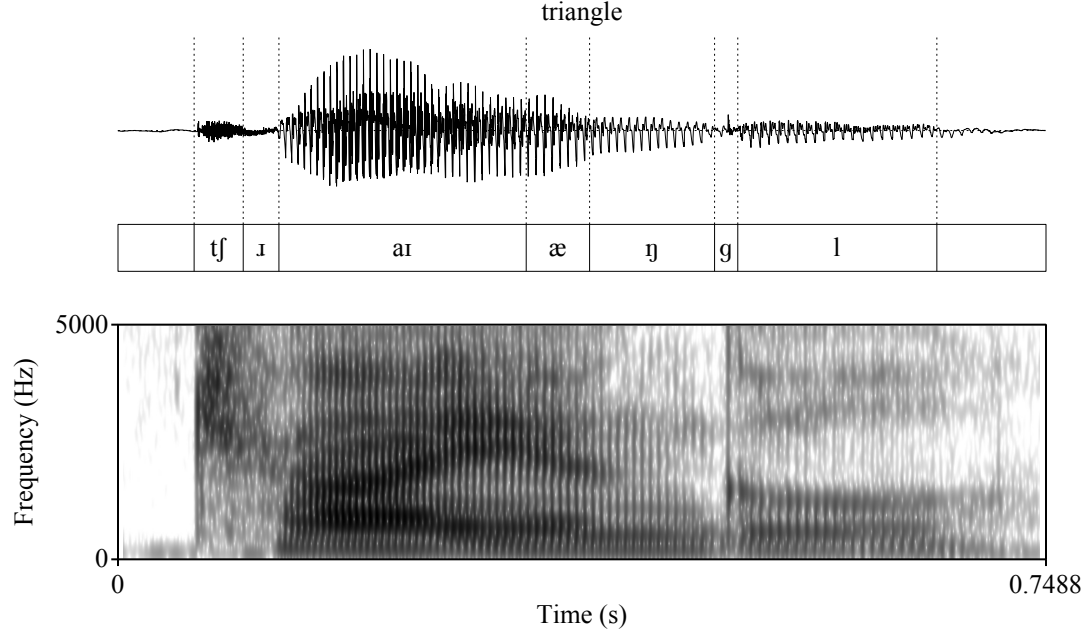 triangle
tʃ ɹ aɪ æ ŋ ɡ l
5000
Frequency (Hz)
0
0 0.7488
Time (s)